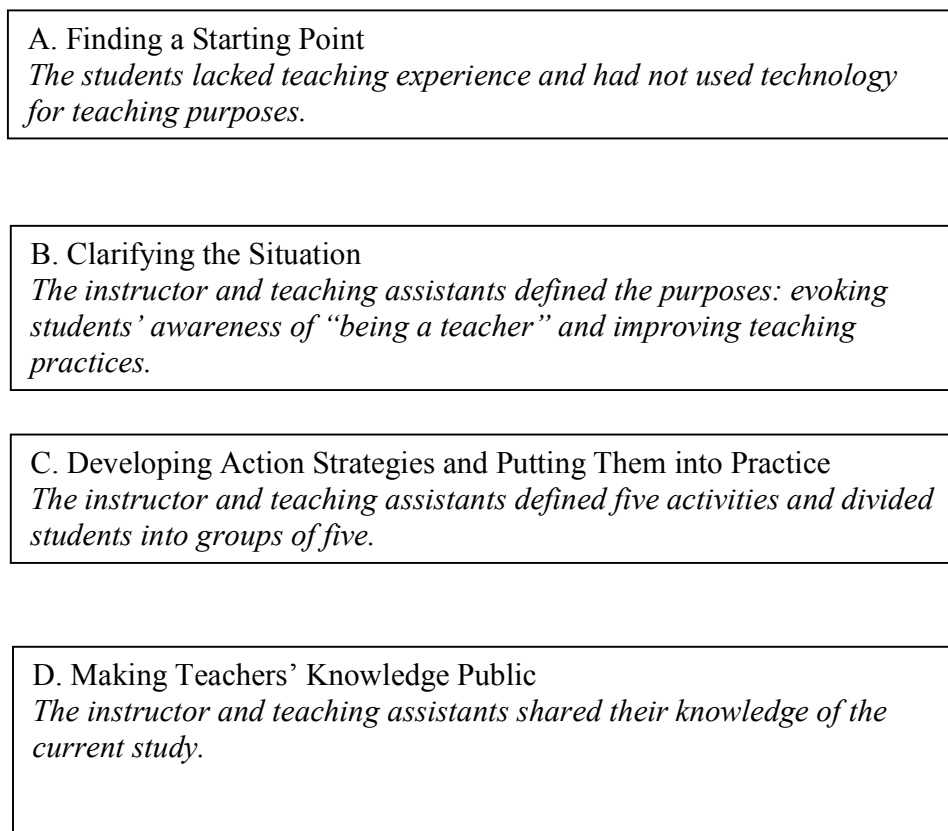 A. Finding a Starting Point
The students lacked teaching experience and had not used technology
for teaching purposes.
B. Clarifying the Situation
The instructor and teaching assistants defined the purposes: evoking
students’ awareness of “being a teacher” and improving teaching
practices.
C. Developing Action Strategies and Putting Them into Practice
The instructor and teaching assistants defined five activities and divided
students into groups of five.
D. Making Teachers’ Knowledge Public
The instructor and teaching assistants shared their knowledge of the
current study.